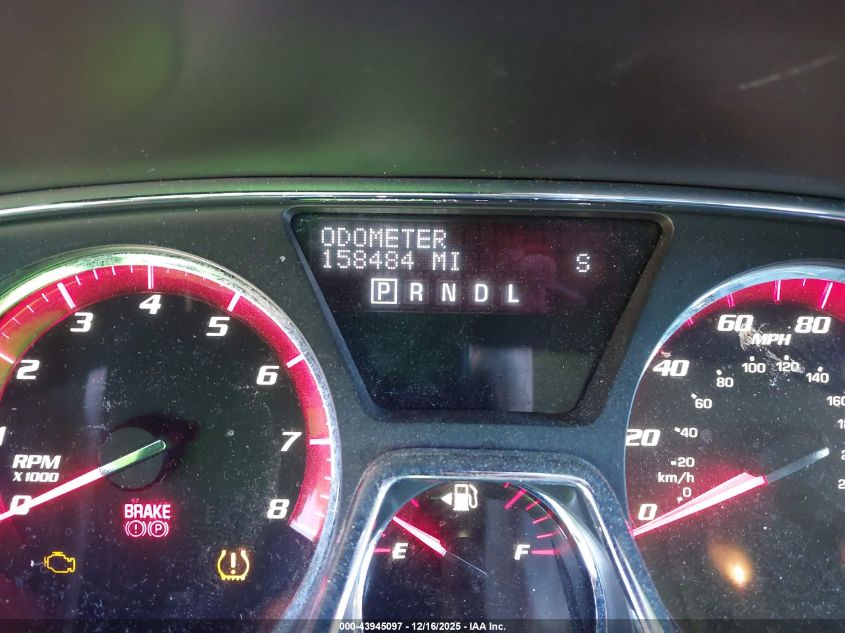 ODOMETER
158484 MI S
P R N D L
1 2 3 4 5 6 7 8
RPM
X1000
0
BRAKE
P
E F
0 20 40 60 80
MPH
0 20 40 60 80 100 120 140 160
km/h
000-43945097 - 12/16/2025 - IAA Inc.